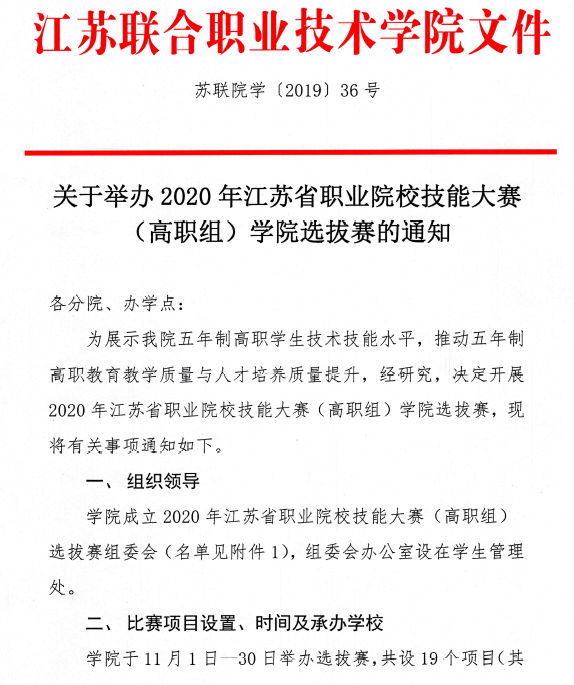 江苏联合职业技术学院文件
苏联院学〔2019〕36 号
关于举办 2020 年江苏省职业院校技能大赛
（高职组）学院选拔赛的通知
各分院、办学点：
为展示我院五年制高职学生技术技能水平，推动五年制
高职教育教学质量与人才培养质量提升，经研究，决定开展
2020 年江苏省职业院校技能大赛（高职组）学院选拔赛，现
将有关事项通知如下。
一、 组织领导
学院成立 2020 年江苏省职业院校技能大赛（高职组）
选拔赛组委会（名单见附件 1），组委会办公室设在学生管理
处。
二、 比赛项目设置、时间及承办学校
学院于 11 月 1 日—30 日举办选拔赛,共设 19 个项目（其